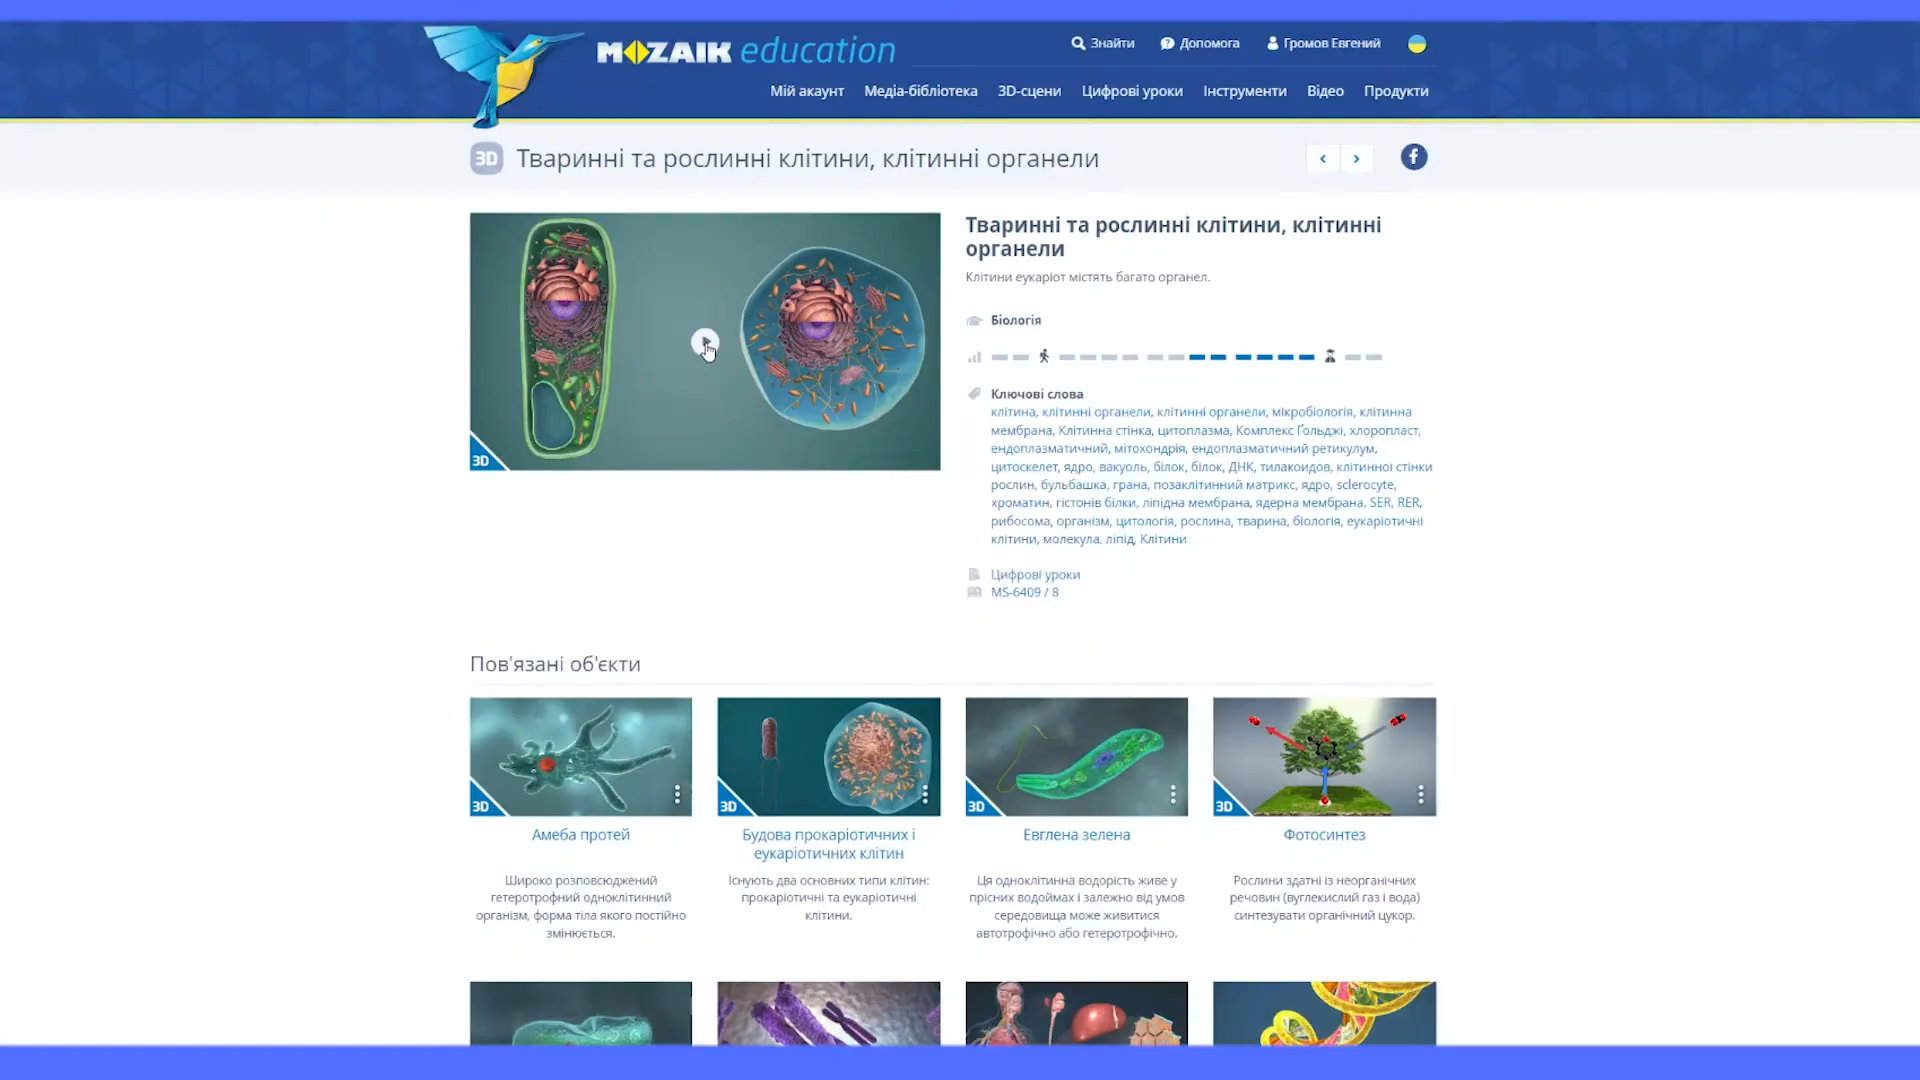 MOZAIK education
Знайти
Допомога
Громов Евгений
Мій акаунт
Медіа-бібліотека
3D-сцени
Цифрові уроки
Інструменти
Відео
Продукти
3D
Тваринні та рослинні клітини, клітинні органели
3D
Тваринні та рослинні клітини, клітинні
органели
Клітини еукаріот містять багато органел.
Біологія
Ключові слова
клітина, клітинні органели, клітинні органели, мікробіологія, клітинна
мембрана, Клітинна стінка, цитоплазма, Комплекс Ґольджі, хлоропласт,
ендоплазматичний, мітохондрія, ендоплазматичний ретикулум,
цитоскелет, ядро, вакуоль, білок, білок, ДНК, тилакоидов, клітинної стінки
рослин, бульбашка, грана, позаклітинний матрикс, ядро, sclerocyte,
хроматин, гістонів білки, ліпідна мембрана, ядерна мембрана, SER, RER,
рибосома, організм, цитологія, рослина, тварина, біологія, еукаріотичні
клітини, молекула, ліпід, Клітини
Цифрові уроки
MS-6409 / 8
Пов'язані об'єкти
3D
3D
3D
3D
Амеба протей
Будова прокаріотичних і
еукаріотичних клітин
Евглена зелена
Фотосинтез
Широко розповсюджений
гетеротрофний одноклітинний
організм, форма тіла якого постійно
змінюється.
Існують два основних типи клітин:
прокаріотичні та еукаріотичні
клітини.
Ця одноклітинна водорість живе у
прісних водоймах і залежно від умов
середовища може живитися
автотрофічно або гетеротрофічно.
Рослини здатні із неорганічних
речовин (вуглекислий газ і вода)
синтезувати органічний цукор.